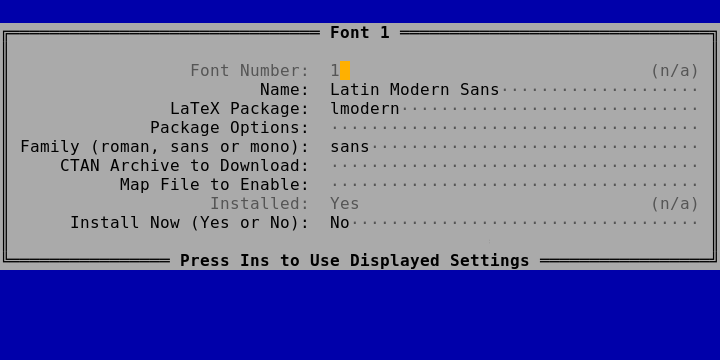 Font 1
Font Number: 1 (n/a)
Name: Latin Modern Sans
LaTeX Package: lmodern
Package Options:
Family (roman, sans or mono): sans
CTAN Archive to Download:
Map File to Enable:
Installed: Yes (n/a)
Install Now (Yes or No): No
Press Ins to Use Displayed Settings